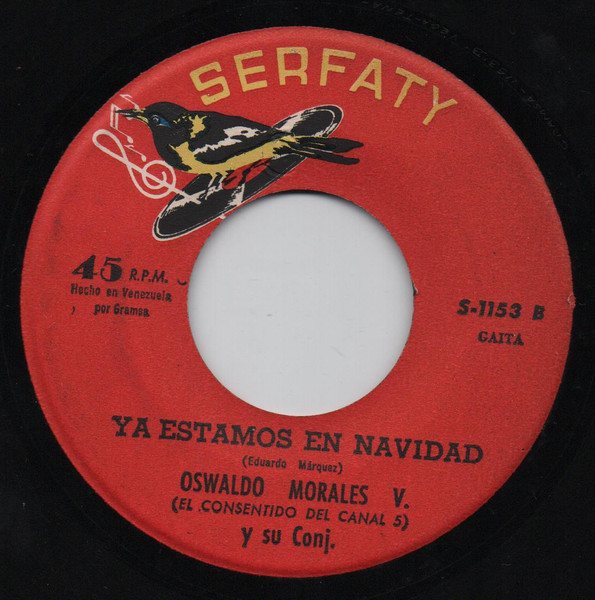 SERFATY
45 R.P.M.
Hecho en Venezuela
por Gramsa
S-1153 B
GAITA
YA ESTAMOS EN NAVIDAD
(Eduardo Márquez)
OSWALDO MORALES V.
(EL CONSENTIDO DEL CANAL 5)
y su Conj.